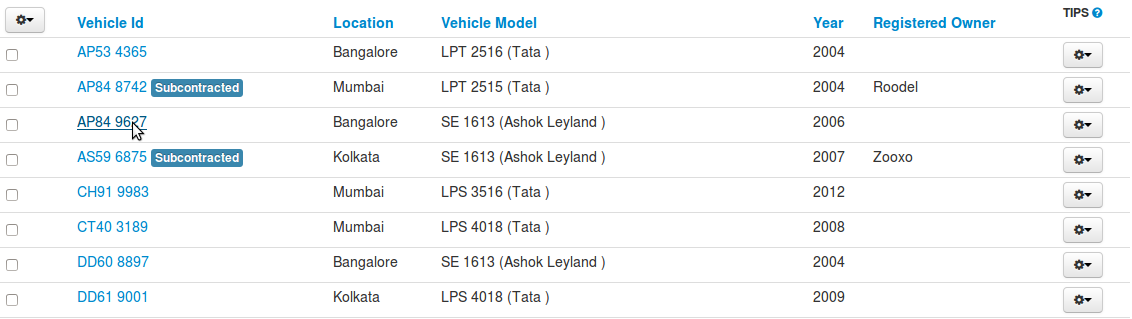 Vehicle Id Location Vehicle Model Year Registered Owner TIPS
AP53 4365 Bangalore LPT 2516 (Tata ) 2004
AP84 8742 Subcontracted Mumbai LPT 2515 (Tata ) 2004 Roodel
AP84 9627 Bangalore SE 1613 (Ashok Leyland ) 2006
AS59 6875 Subcontracted Kolkata SE 1613 (Ashok Leyland ) 2007 Zooxo
CH91 9983 Mumbai LPS 3516 (Tata ) 2012
CT40 3189 Mumbai LPS 4018 (Tata ) 2008
DD60 8897 Bangalore SE 1613 (Ashok Leyland ) 2004
DD61 9001 Kolkata LPS 4018 (Tata ) 2009